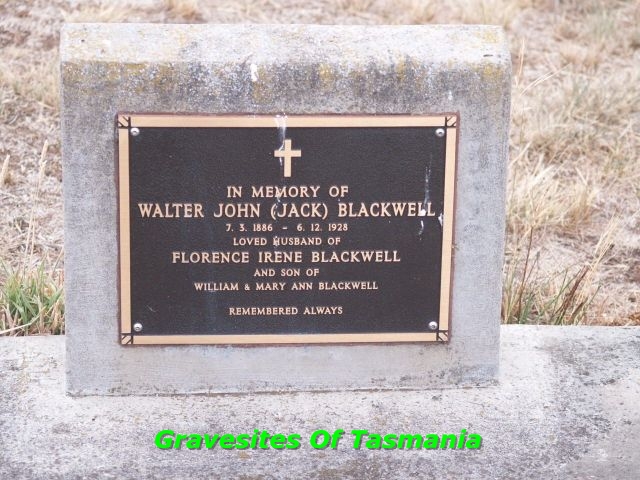 IN MEMORY OF
WALTER JOHN (JACK) BLACKWELL
7. 3. 1886 - 6. 12. 1928
LOVED HUSBAND OF
FLORENCE IRENE BLACKWELL
AND SON OF
WILLIAM & MARY ANN BLACKWELL
REMEMBERED ALWAYS
Gravesites Of Tasmania